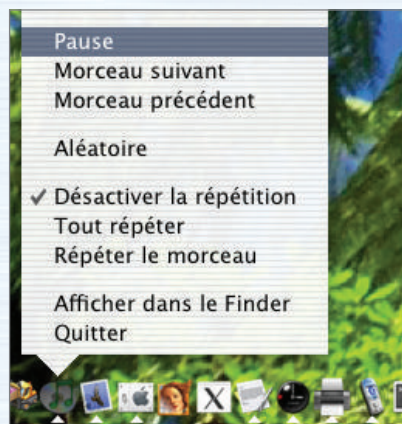 Pause
Morceau suivant
Morceau précédent
Aléatoire
Désactiver la répétition
Tout répéter
Répéter le morceau
Afficher dans le Finder
Quitter
X